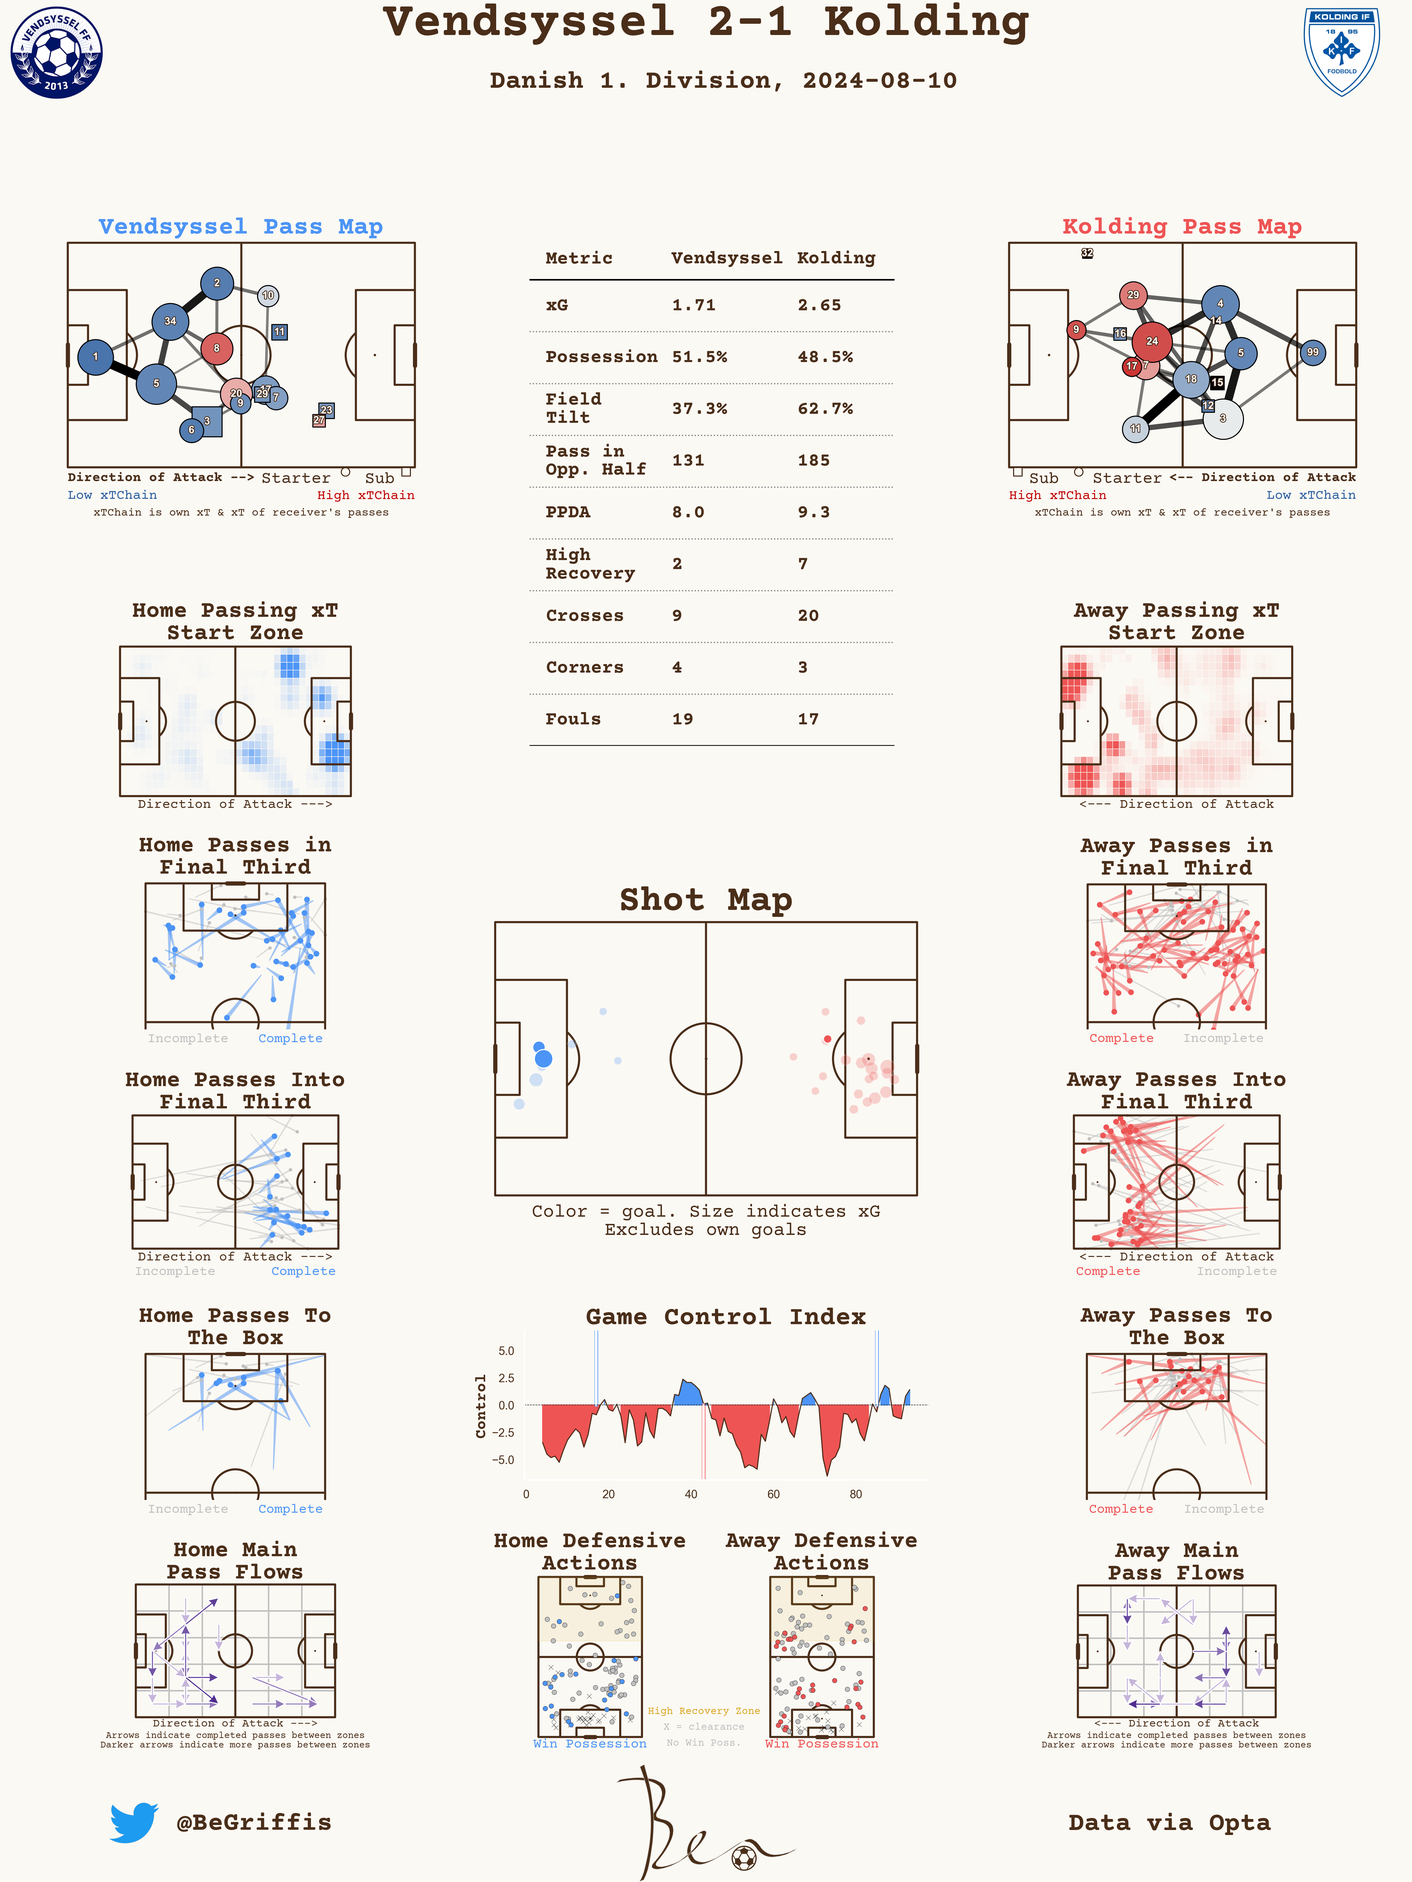 Vendsyssel 2-1 Kolding
Danish 1. Division, 2024-08-10
VENDSYSSEL FF
2013
KOLDING IF
18 95
K I F
FODBOLD
Vendsyssel Pass Map
2
10
34
11
8
1
5
20
17
29
7
9
3
6
23
27
Direction of Attack --> Starter Sub
Low xTChain High xTChain
xTChain is own xT & xT of receiver's passes
Metric Vendsyssel Kolding
xG 1.71 2.65
Possession 51.5% 48.5%
Field
Tilt 37.3% 62.7%
Pass in
Opp. Half 131 185
PPDA 8.0 9.3
High
Recovery 2 7
Crosses 9 20
Corners 4 3
Fouls 19 17
Kolding Pass Map
32
29
4
14
9
16
24
5
99
17
7
18
15
12
3
11
Sub Starter <-- Direction of Attack
High xTChain Low xTChain
xTChain is own xT & xT of receiver's passes
Home Passing xT
Start Zone
Direction of Attack --->
Away Passing xT
Start Zone
<--- Direction of Attack
Home Passes in
Final Third
Incomplete Complete
Away Passes in
Final Third
Complete Incomplete
Shot Map
Color = goal. Size indicates xG
Excludes own goals
Home Passes Into
Final Third
Direction of Attack --->
Incomplete Complete
Away Passes Into
Final Third
<--- Direction of Attack
Complete Incomplete
Home Passes To
The Box
Incomplete Complete
Game Control Index
Control
5.0
2.5
0.0
−2.5
−5.0
0 20 40 60 80
Away Passes To
The Box
Complete Incomplete
Home Main
Pass Flows
Direction of Attack --->
Arrows indicate completed passes between zones
Darker arrows indicate more passes between zones
Home Defensive
Actions
Win Possession
Away Defensive
Actions
Win Possession
High Recovery Zone
X = clearance
No Win Poss.
Away Main
Pass Flows
<--- Direction of Attack
Arrows indicate completed passes between zones
Darker arrows indicate more passes between zones
@BeGriffis
Ben
Data via Opta